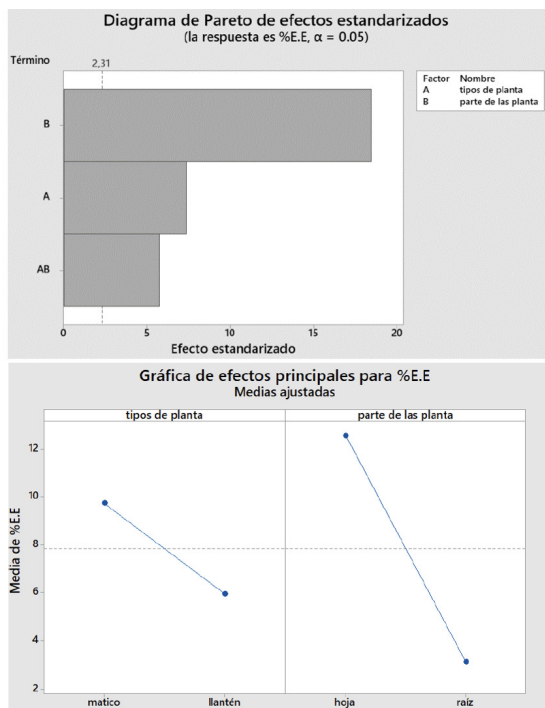 Diagrama de Pareto de efectos estandarizados
(la respuesta es %E.E, α = 0.05)
Término
2,31
Factor Nombre
A tipos de planta
B parte de las planta
B
A
AB
0 5 10 15 20
Efecto estandarizado
Gráfica de efectos principales para %E.E
Medias ajustadas
tipos de planta parte de las planta
Media de %E.E
12
10
8
6
4
2
matico llantén hoja raíz